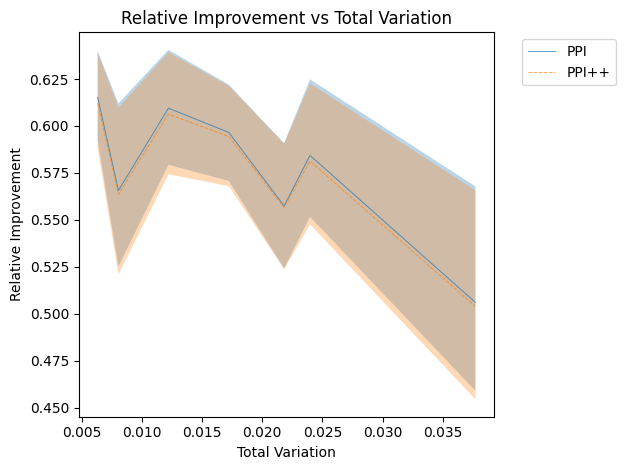 Relative Improvement vs Total Variation
PPI
PPI++
0.625
0.600
0.575
0.550
0.525
0.500
0.475
0.450
Relative Improvement
0.005 0.010 0.015 0.020 0.025 0.030 0.035
Total Variation